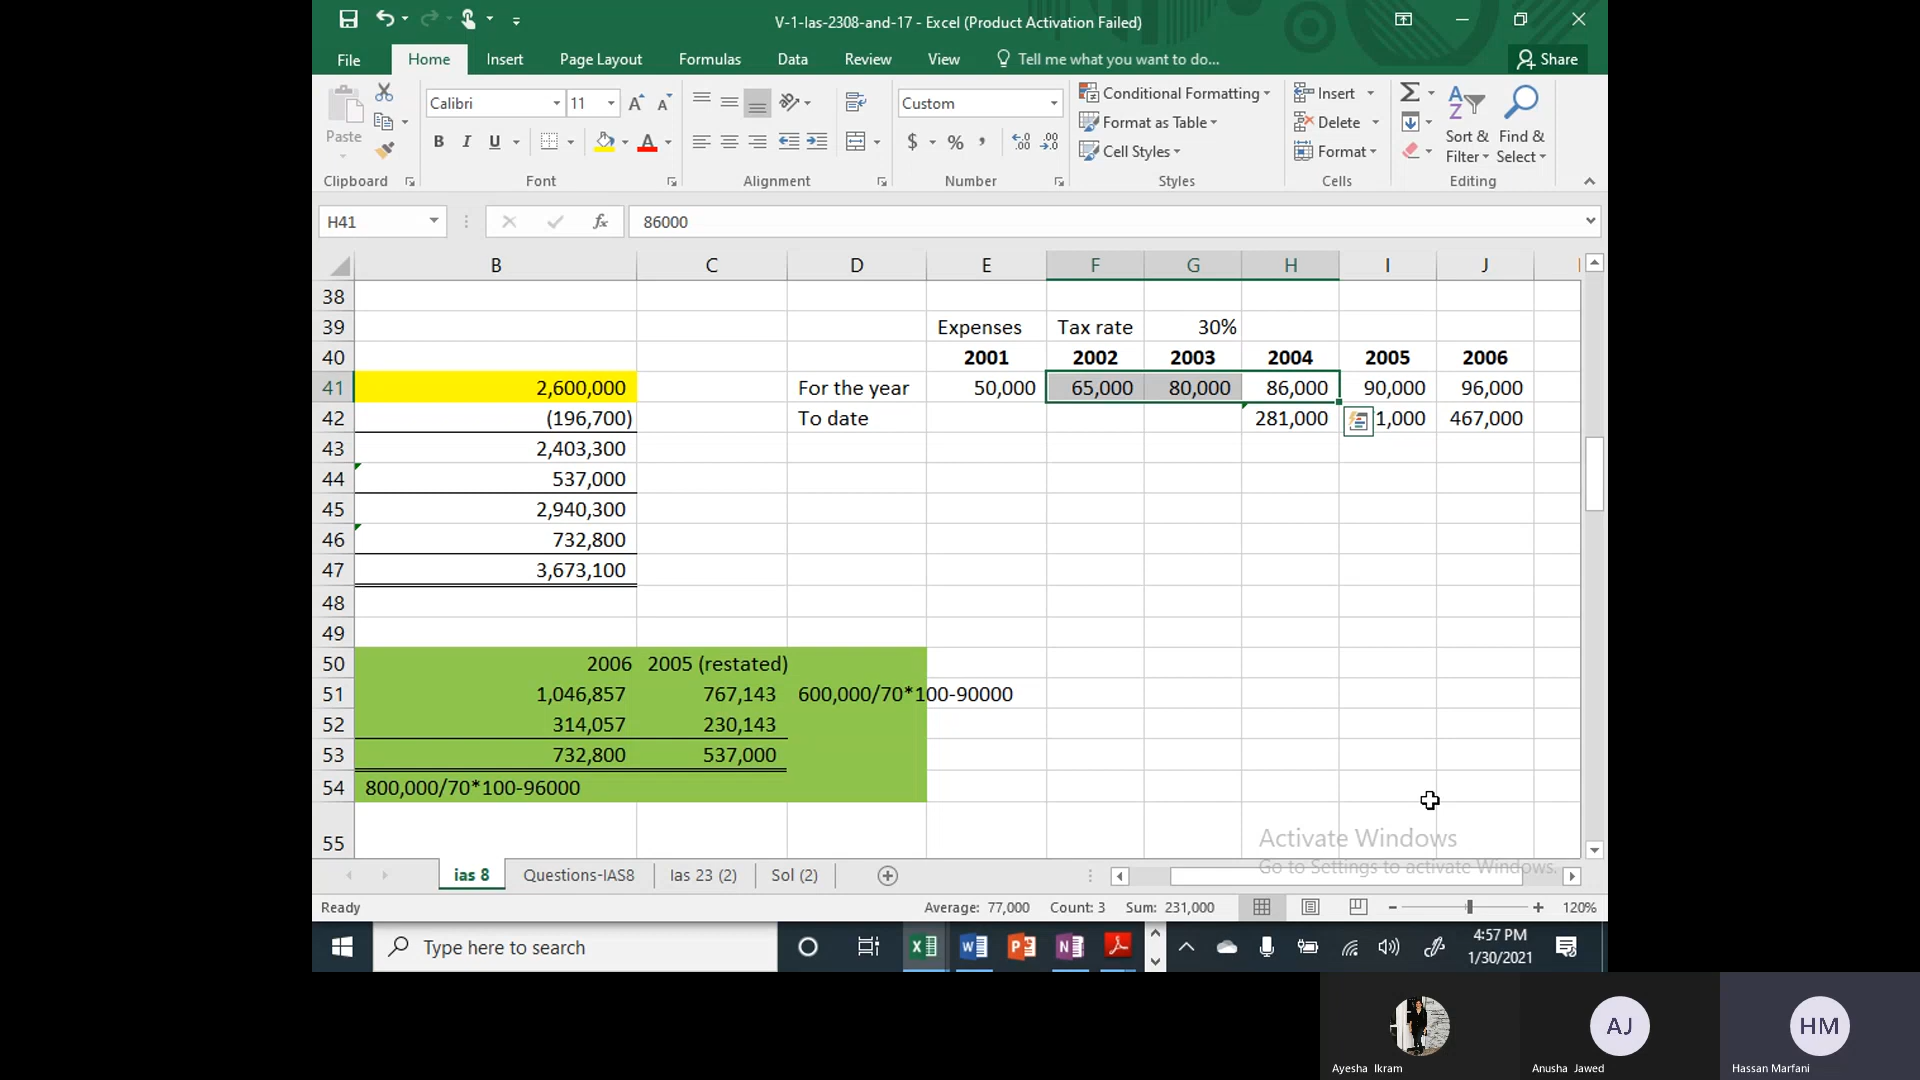 V-1-Ias-2308-and-17 - Excel (Product Activation Failed)
File Home Insert Page Layout Formulas Data Review View Tell me what you want to do... Share
Paste
Calibri 11
B I U
Custom
$ % ,
Conditional Formatting
Format as Table
Cell Styles
Insert
Delete
Format
Sort & Filter
Find & Select
Clipboard Font Alignment Number Styles Cells Editing
H41 fx 86000
B C D E F G H I J
38
39 Expenses Tax rate 30%
40 2001 2002 2003 2004 2005 2006
41 2,600,000 For the year 50,000 65,000 80,000 86,000 90,000 96,000
42 (196,700) To date 281,000 1,000 467,000
43 2,403,300
44 537,000
45 2,940,300
46 732,800
47 3,673,100
48
49
50 2006 2005 (restated)
51 1,046,857 767,143 600,000/70*100-90000
52 314,057 230,143
53 732,800 537,000
54 800,000/70*100-96000
55
Activate Windows
Go to Settings to activate Windows.
ias 8 Questions-IAS8 Ias 23 (2) Sol (2)
Ready Average: 77,000 Count: 3 Sum: 231,000 120%
Type here to search
4:57 PM
1/30/2021
AJ HM
Ayesha Ikram Anusha Jawed Hassan Marfani